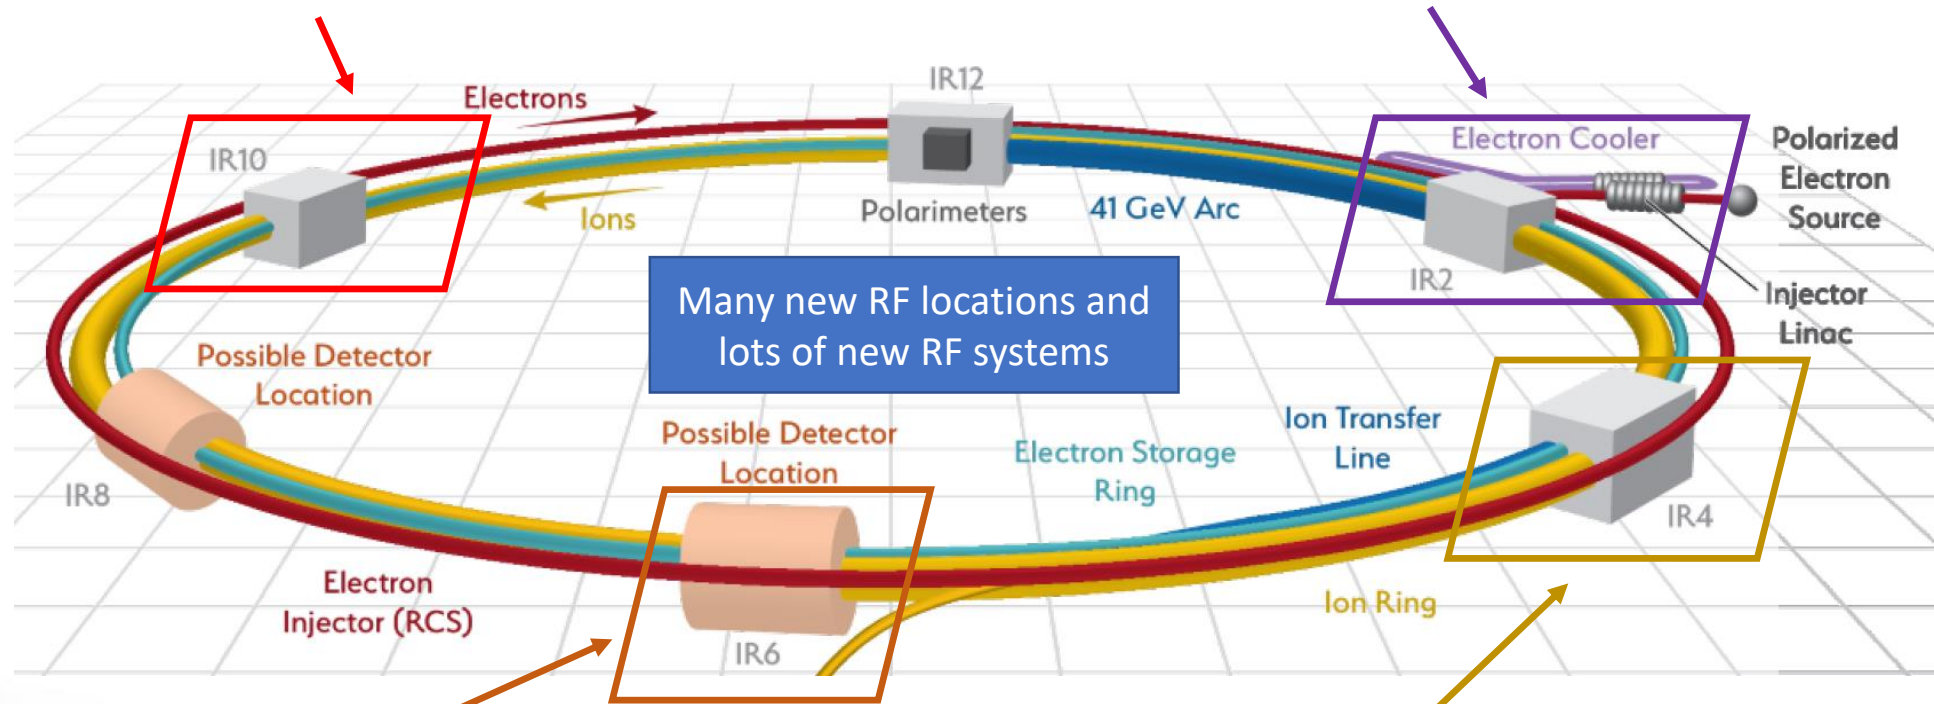 IR12
Electrons
IR10
Ions
Polarimeters
41 GeV Arc
Electron Cooler
Polarized
Electron
Source
IR2
Injector
Linac
Many new RF locations and
lots of new RF systems
Possible Detector
Location
IR8
Possible Detector
Location
Electron Storage
Ring
Ion Transfer
Line
IR4
Electron
Injector (RCS)
IR6
Ion Ring